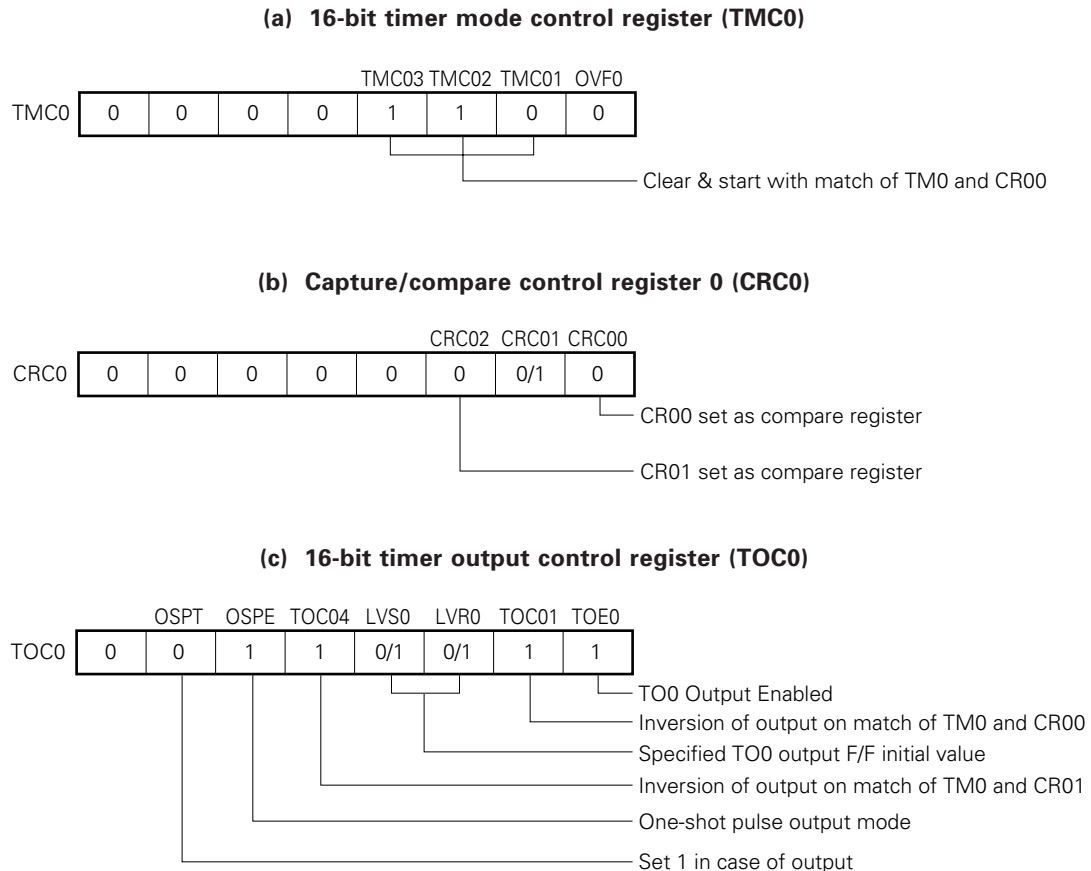 (a) 16-bit timer mode control register (TMC0)
TMC03 TMC02 TMC01 OVF0
TMC0 0 0 0 0 1 1 0 0
Clear & start with match of TM0 and CR00
(b) Capture/compare control register 0 (CRC0)
CRC02 CRC01 CRC00
CRC0 0 0 0 0 0 0 0/1 0
CR00 set as compare register
CR01 set as compare register
(c) 16-bit timer output control register (TOC0)
OSPT OSPE TOC04 LVS0 LVR0 TOC01 TOE0
TOC0 0 0 1 1 0/1 0/1 1 1
TO0 Output Enabled
Inversion of output on match of TM0 and CR00
Specified TO0 output F/F initial value
Inversion of output on match of TM0 and CR01
One-shot pulse output mode
Set 1 in case of output